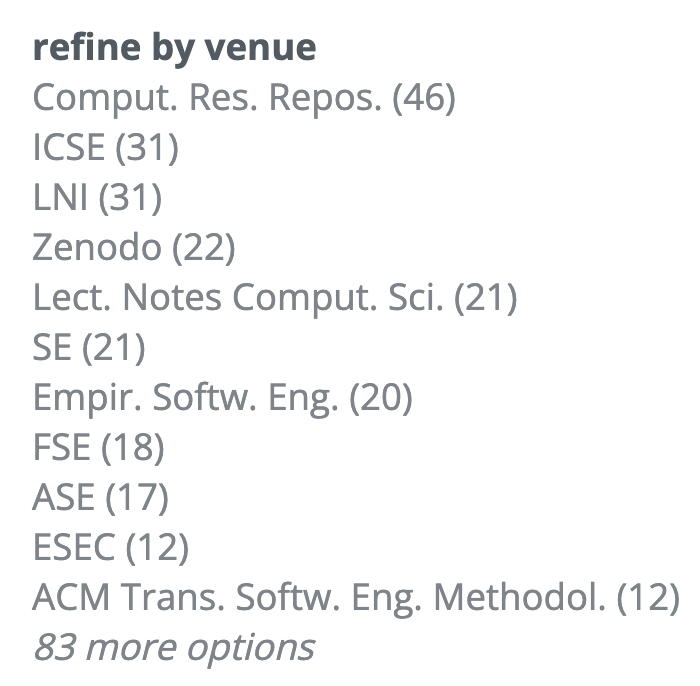 refine by venue
Comput. Res. Repos. (46)
ICSE (31)
LNI (31)
Zenodo (22)
Lect. Notes Comput. Sci. (21)
SE (21)
Empir. Softw. Eng. (20)
FSE (18)
ASE (17)
ESEC (12)
ACM Trans. Softw. Eng. Methodol. (12)
83 more options